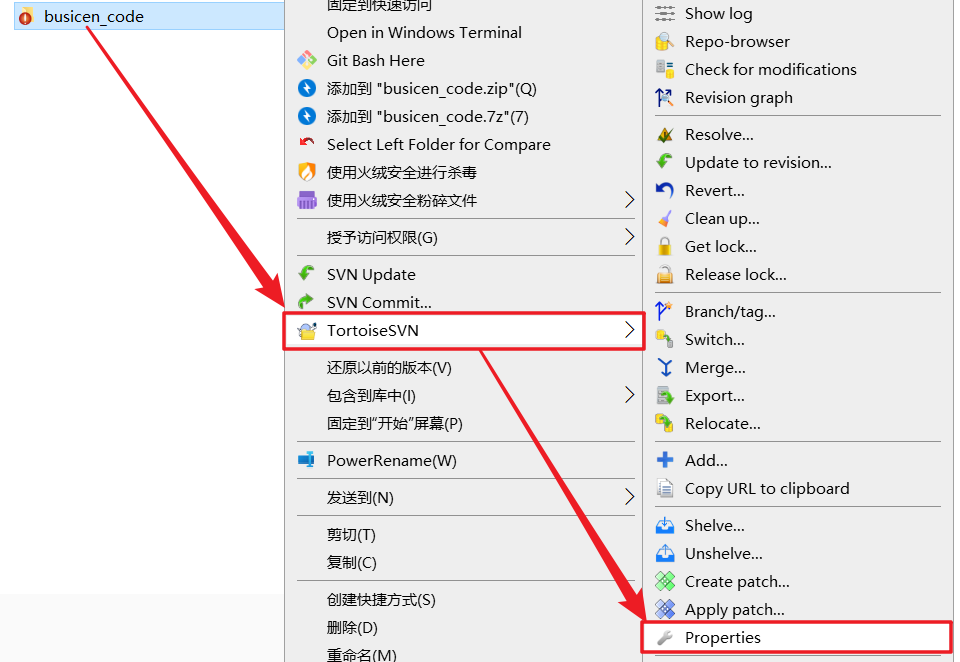 busicen_code
固定到快速访问
Open in Windows Terminal
Git Bash Here
添加到 "busicen_code.zip"(Q)
添加到 "busicen_code.7z"(7)
Select Left Folder for Compare
使用火绒安全进行杀毒
使用火绒安全粉碎文件
授予访问权限(G)
SVN Update
SVN Commit...
TortoiseSVN
还原以前的版本(V)
包含到库中(I)
固定到“开始”屏幕(P)
PowerRename(W)
发送到(N)
剪切(T)
复制(C)
创建快捷方式(S)
删除(D)
重命名(M)
Show log
Repo-browser
Check for modifications
Revision graph
Resolve...
Update to revision...
Revert...
Clean up...
Get lock...
Release lock...
Branch/tag...
Switch...
Merge...
Export...
Relocate...
Add...
Copy URL to clipboard
Shelve...
Unshelve...
Create patch...
Apply patch...
Properties